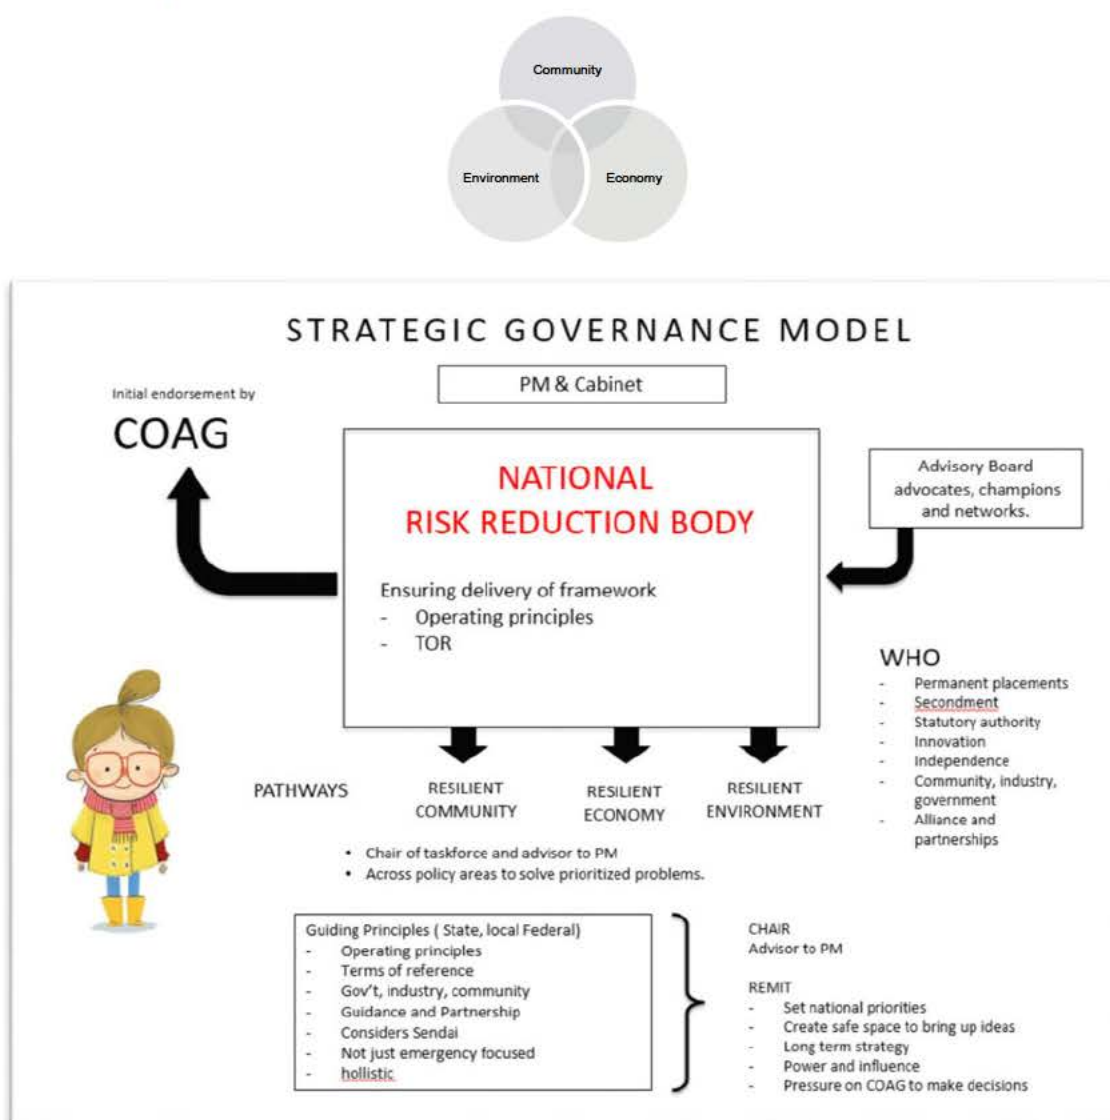 Community
Environment
Economy
STRATEGIC GOVERNANCE MODEL
PM & Cabinet
Initial endorsement by
COAG
NATIONAL
RISK REDUCTION BODY
Ensuring delivery of framework
- Operating principles
- TOR
Advisory Board
advocates, champions
and networks.
WHO
- Permanent placements
- Secondment
- Statutory authority
- Innovation
- Independence
- Community, industry,
government
- Alliance and
partnerships
PATHWAYS
RESILIENT
COMMUNITY
RESILIENT
ECONOMY
RESILIENT
ENVIRONMENT
• Chair of taskforce and advisor to PM
• Across policy areas to solve prioritized problems.
Guiding Principles ( State, local Federal)
- Operating principles
- Terms of reference
- Gov't, industry, community
- Guidance and Partnership
- Considers Sendai
- Not just emergency focused
- hollistic
CHAIR
Advisor to PM
REMIT
- Set national priorities
- Create safe space to bring up ideas
- Long term strategy
- Power and influence
- Pressure on COAG to make decisions